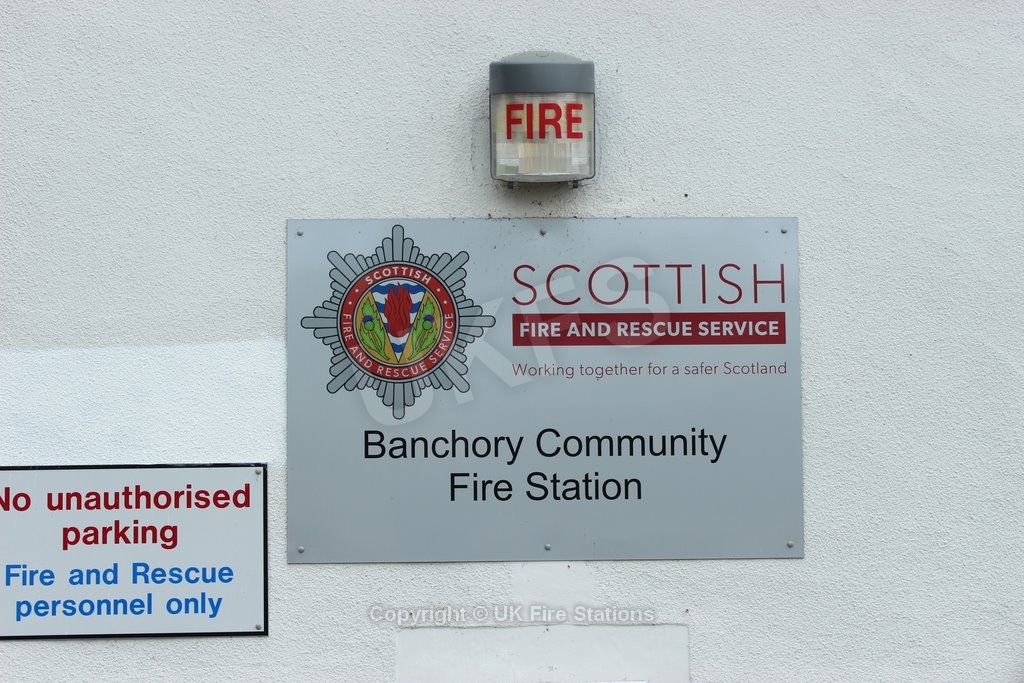 FIRE
SCOTTISH
FIRE AND RESCUE SERVICE
SCOTTISH
FIRE AND RESCUE SERVICE
Working together for a safer Scotland
UKFS
Banchory Community
Fire Station
No unauthorised
parking
Fire and Rescue
personnel only
Copyright © UK Fire Stations